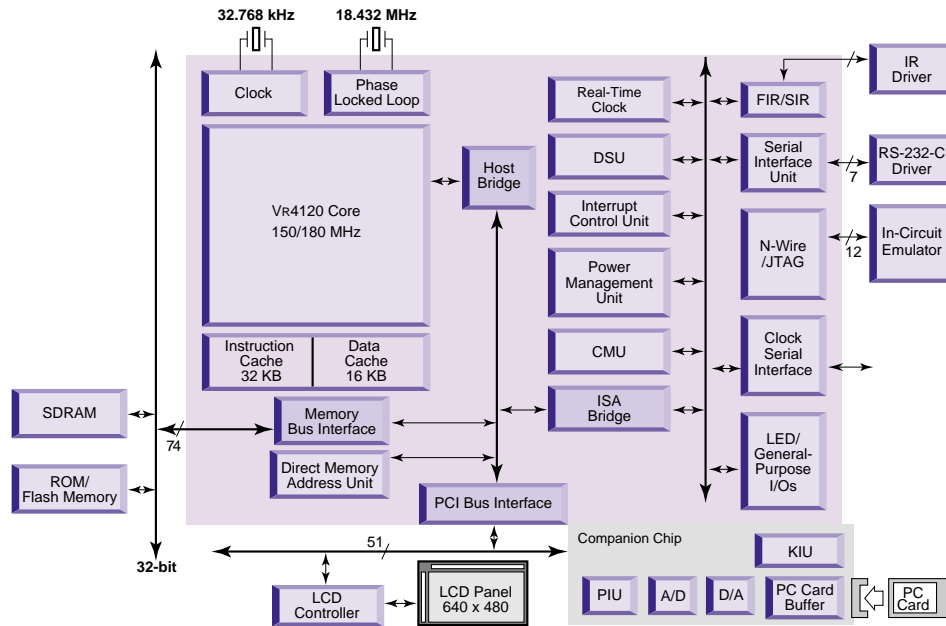 32.768 kHz
18.432 MHz
Clock
Phase
Locked Loop
Real-Time
Clock
FIR/SIR
IR
Driver
DSU
Serial
Interface
Unit
7
RS-232-C
Driver
Host
Bridge
VR4120 Core
150/180 MHz
Interrupt
Control Unit
N-Wire
/JTAG
12
In-Circuit
Emulator
Power
Management
Unit
Instruction
Cache
32 KB
Data
Cache
16 KB
CMU
Clock
Serial
Interface
SDRAM
74
Memory
Bus Interface
ISA
Bridge
ROM/
Flash Memory
Direct Memory
Address Unit
LED/
General-
Purpose
I/Os
PCI Bus Interface
51
32-bit
Companion Chip
KIU
LCD
Controller
LCD Panel
640 x 480
PIU
A/D
D/A
PC Card
Buffer
PC
Card